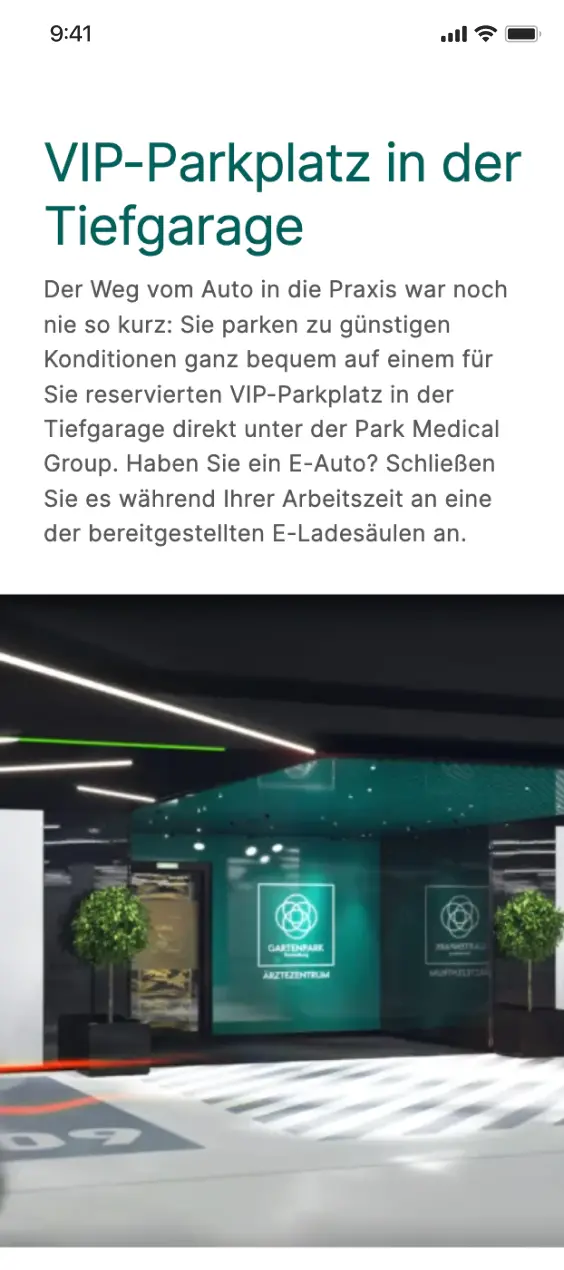 9:41
VIP-Parkplatz in der
Tiefgarage
Der Weg vom Auto in die Praxis war noch
nie so kurz: Sie parken zu günstigen
Konditionen ganz bequem auf einem für
Sie reservierten VIP-Parkplatz in der
Tiefgarage direkt unter der Park Medical
Group. Haben Sie ein E-Auto? Schließen
Sie es während Ihrer Arbeitszeit an eine
der bereitgestellten E-Ladesäulen an.
GARTENPARK
ÄRZTEZENTRUM
09